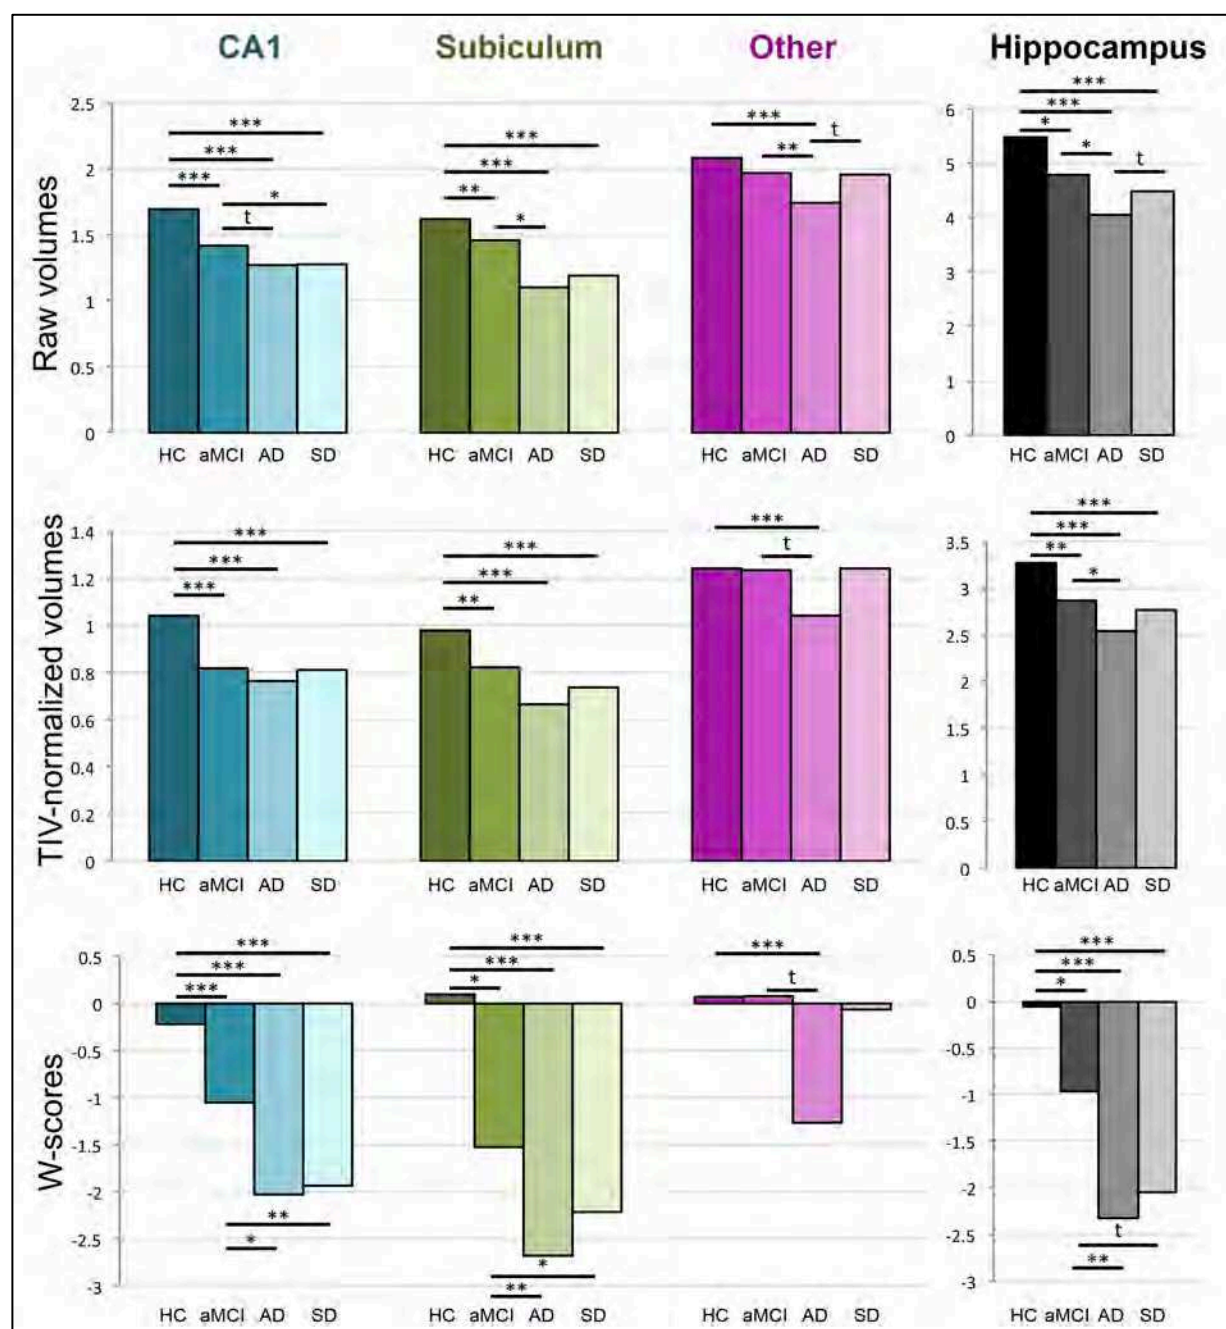 CA1 Subiculum Other Hippocampus
Raw volumes
2.5
2
1.5
1
0.5
0
*** *** *** * t
HC aMCI AD SD
*** *** ** *
HC aMCI AD SD
*** t **
HC aMCI AD SD
6
5
4
3
2
1
0
*** *** * * t
HC aMCI AD SD
TIV-normalized volumes
1.4
1.2
1
0.8
0.6
0.4
0.2
0
*** *** ***
HC aMCI AD SD
*** *** **
HC aMCI AD SD
*** t
HC aMCI AD SD
3.5
3
2.5
2
1.5
1
0.5
0
*** *** ** *
HC aMCI AD SD
W-scores
0.5
0
-0.5
-1
-1.5
-2
-2.5
-3
*** *** *** ** *
HC aMCI AD SD
*** *** * * **
HC aMCI AD SD
*** t
HC aMCI AD SD
0.5
0
-0.5
-1
-1.5
-2
-2.5
-3
*** *** * t **
HC aMCI AD SD